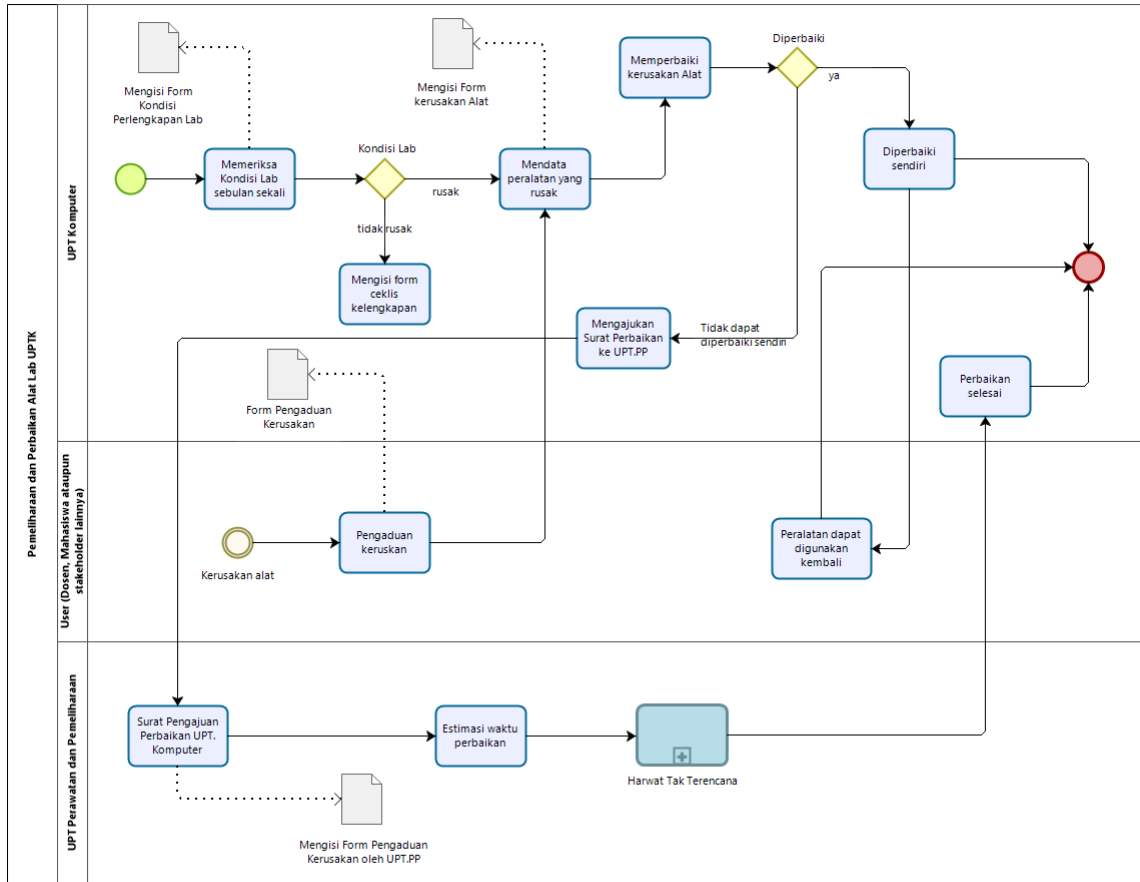 Pemeliharaan dan Perbaikan Alat Lab UPTK
UPT Komputer
Mengisi Form
Kondisi
Perlengkapan Lab
Mengisi Form
kerusakan Alat
Memperbaiki
kerusakan Alat
Diperbaiki
ya
Diperbaiki
sendiri
Memeriksa
Kondisi Lab
sebulan sekali
Kondisi Lab
rusak
tidak rusak
Mendata
peralatan yang
rusak
Mengisi form
ceklis
kelengkapan
Mengajukan
Surat Perbaikan
ke UPT.PP
Tidak dapat
diperbaiki sendiri
Perbaikan
selesai
Form Pengaduan
Kerusakan
User (Dosen, Mahasiswa ataupun
stakeholder lainnya)
Kerusakan alat
Pengaduan
keruskan
Peralatan dapat
digunakan
kembali
UPT Perawatan dan Pemeliharaan
Surat Pengajuan
Perbaikan UPT.
Komputer
Estimasi waktu
perbaikan
Harwat Tak Terencana
Mengisi Form Pengaduan
Kerusakan oleh UPT.PP